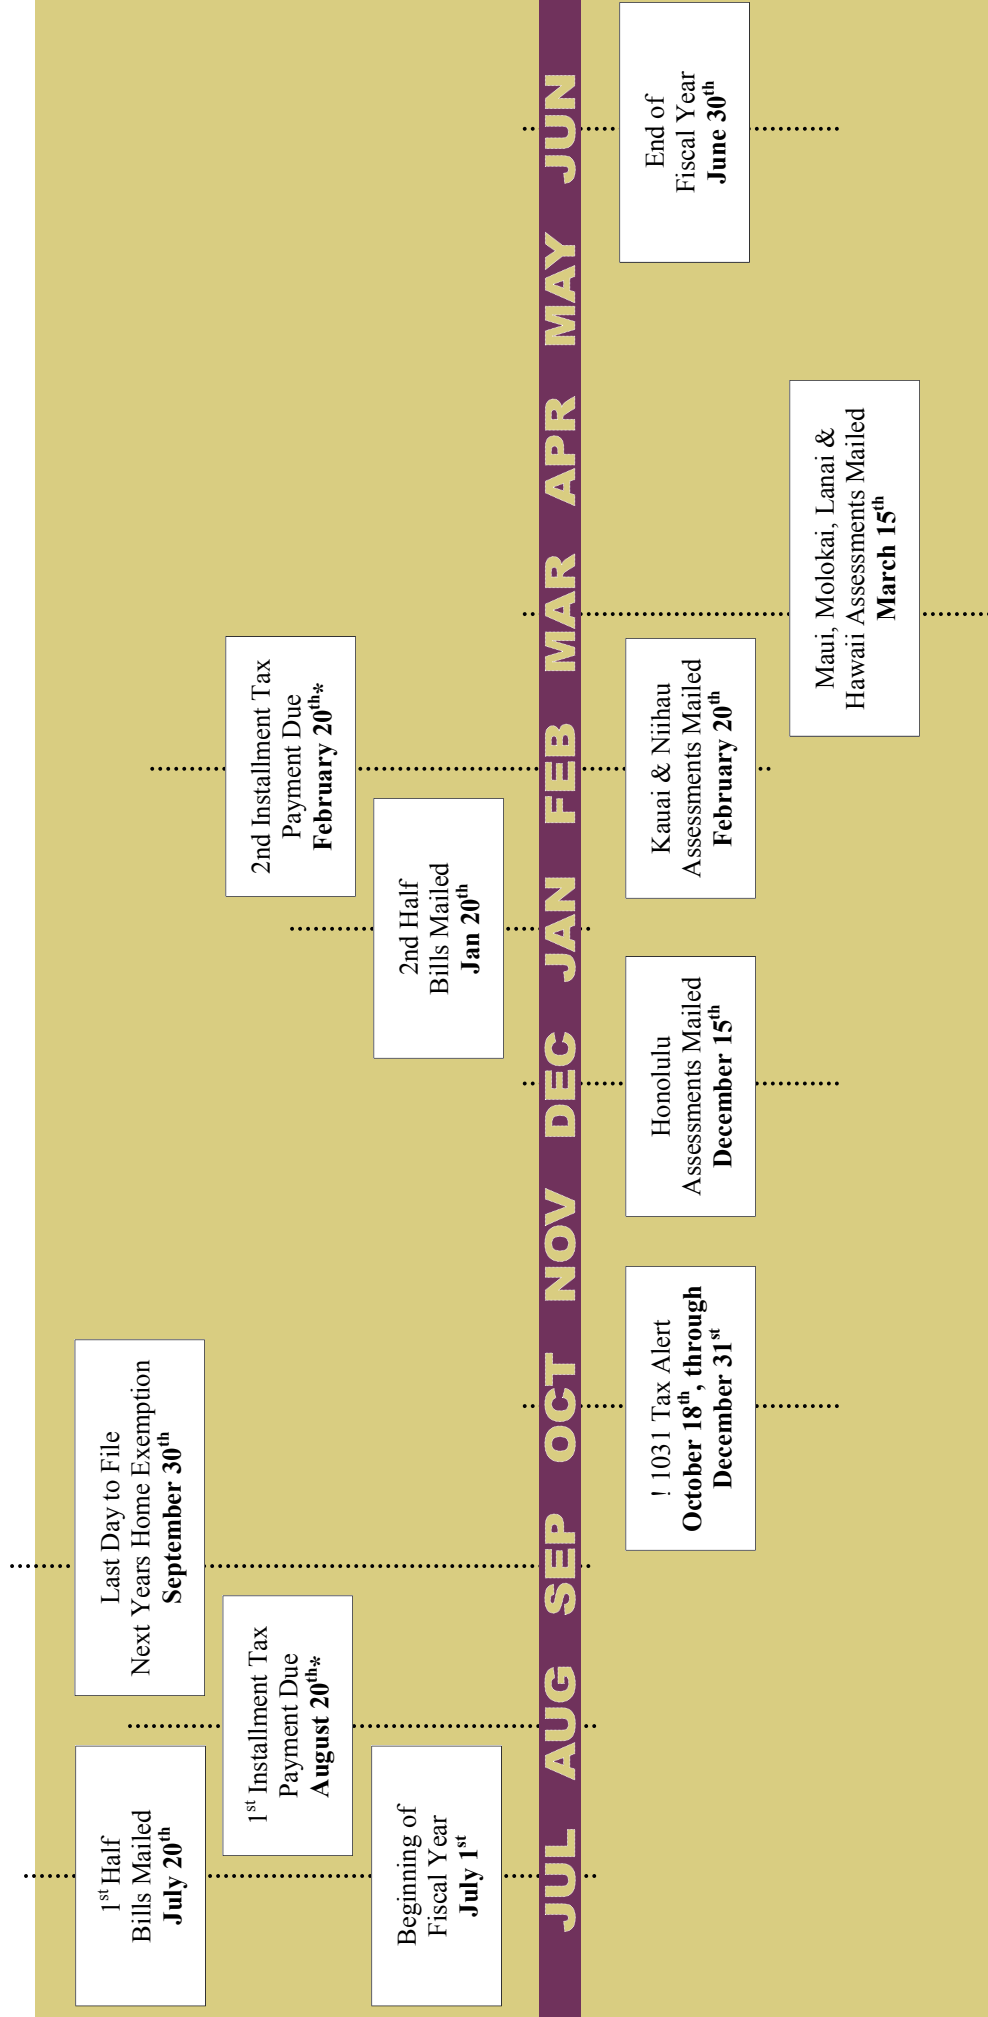 1st Half
Bills Mailed
July 20th
Last Day to File
Next Years Home Exemption
September 30th
1st Installment Tax
Payment Due
August 20th*
Beginning of
Fiscal Year
July 1st
2nd Installment Tax
Payment Due
February 20th*
2nd Half
Bills Mailed
Jan 20th
JUL AUG SEP OCT NOV DEC JAN FEB MAR APR MAY JUN
! 1031 Tax Alert
October 18th, through
December 31st
Honolulu
Assessments Mailed
December 15th
Kauai & Niihau
Assessments Mailed
February 20th
Maui, Molokai, Lanai &
Hawaii Assessments Mailed
March 15th
End of
Fiscal Year
June 30th